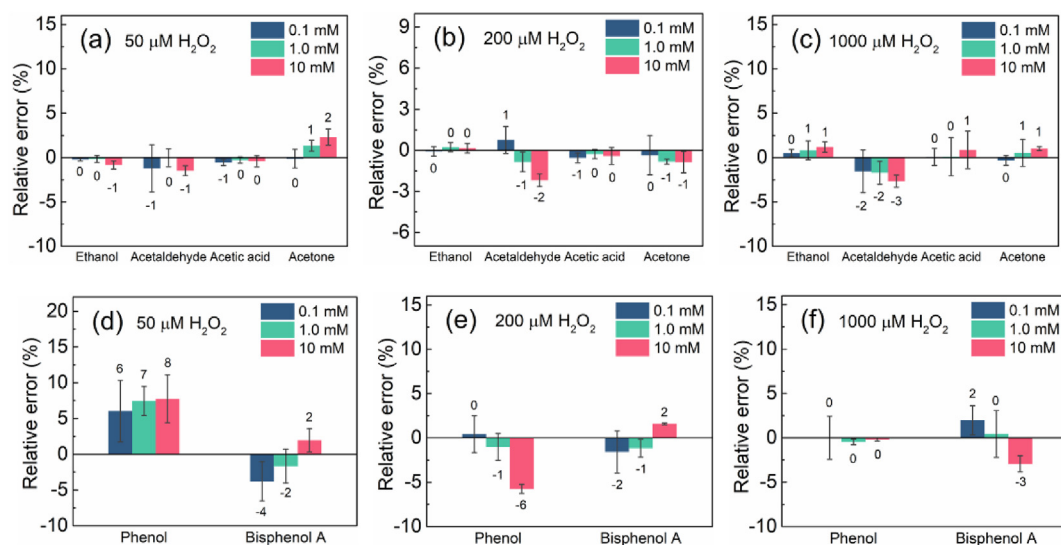 (a) 50 μM H₂O₂
0.1 mM
1.0 mM
10 mM
Relative error (%)
15
10
5
0
-5
-10
0
0
-1
-1
0
-1
-1
0
0
0
1
2
Ethanol Acetaldehyde Acetic acid Acetone
(b) 200 μM H₂O₂
0.1 mM
1.0 mM
10 mM
Relative error (%)
9
6
3
0
-3
-6
0
0
0
1
-1
-2
-1
0
0
0
-1
-1
Ethanol Acetaldehyde Acetic acid Acetone
(c) 1000 μM H₂O₂
0.1 mM
1.0 mM
10 mM
Relative error (%)
15
10
5
0
-5
-10
0
1
1
-2
-2
-3
0
0
1
0
1
1
Ethanol Acetaldehyde Acetic acid Acetone
(d) 50 μM H₂O₂
0.1 mM
1.0 mM
10 mM
Relative error (%)
20
15
10
5
0
-5
-10
6
7
8
-4
-2
2
Phenol Bisphenol A
(e) 200 μM H₂O₂
0.1 mM
1.0 mM
10 mM
Relative error (%)
15
10
5
0
-5
-10
0
-1
-6
-2
-1
2
Phenol Bisphenol A
(f) 1000 μM H₂O₂
0.1 mM
1.0 mM
10 mM
Relative error (%)
15
10
5
0
-5
-10
0
0
0
2
0
-3
Phenol Bisphenol A